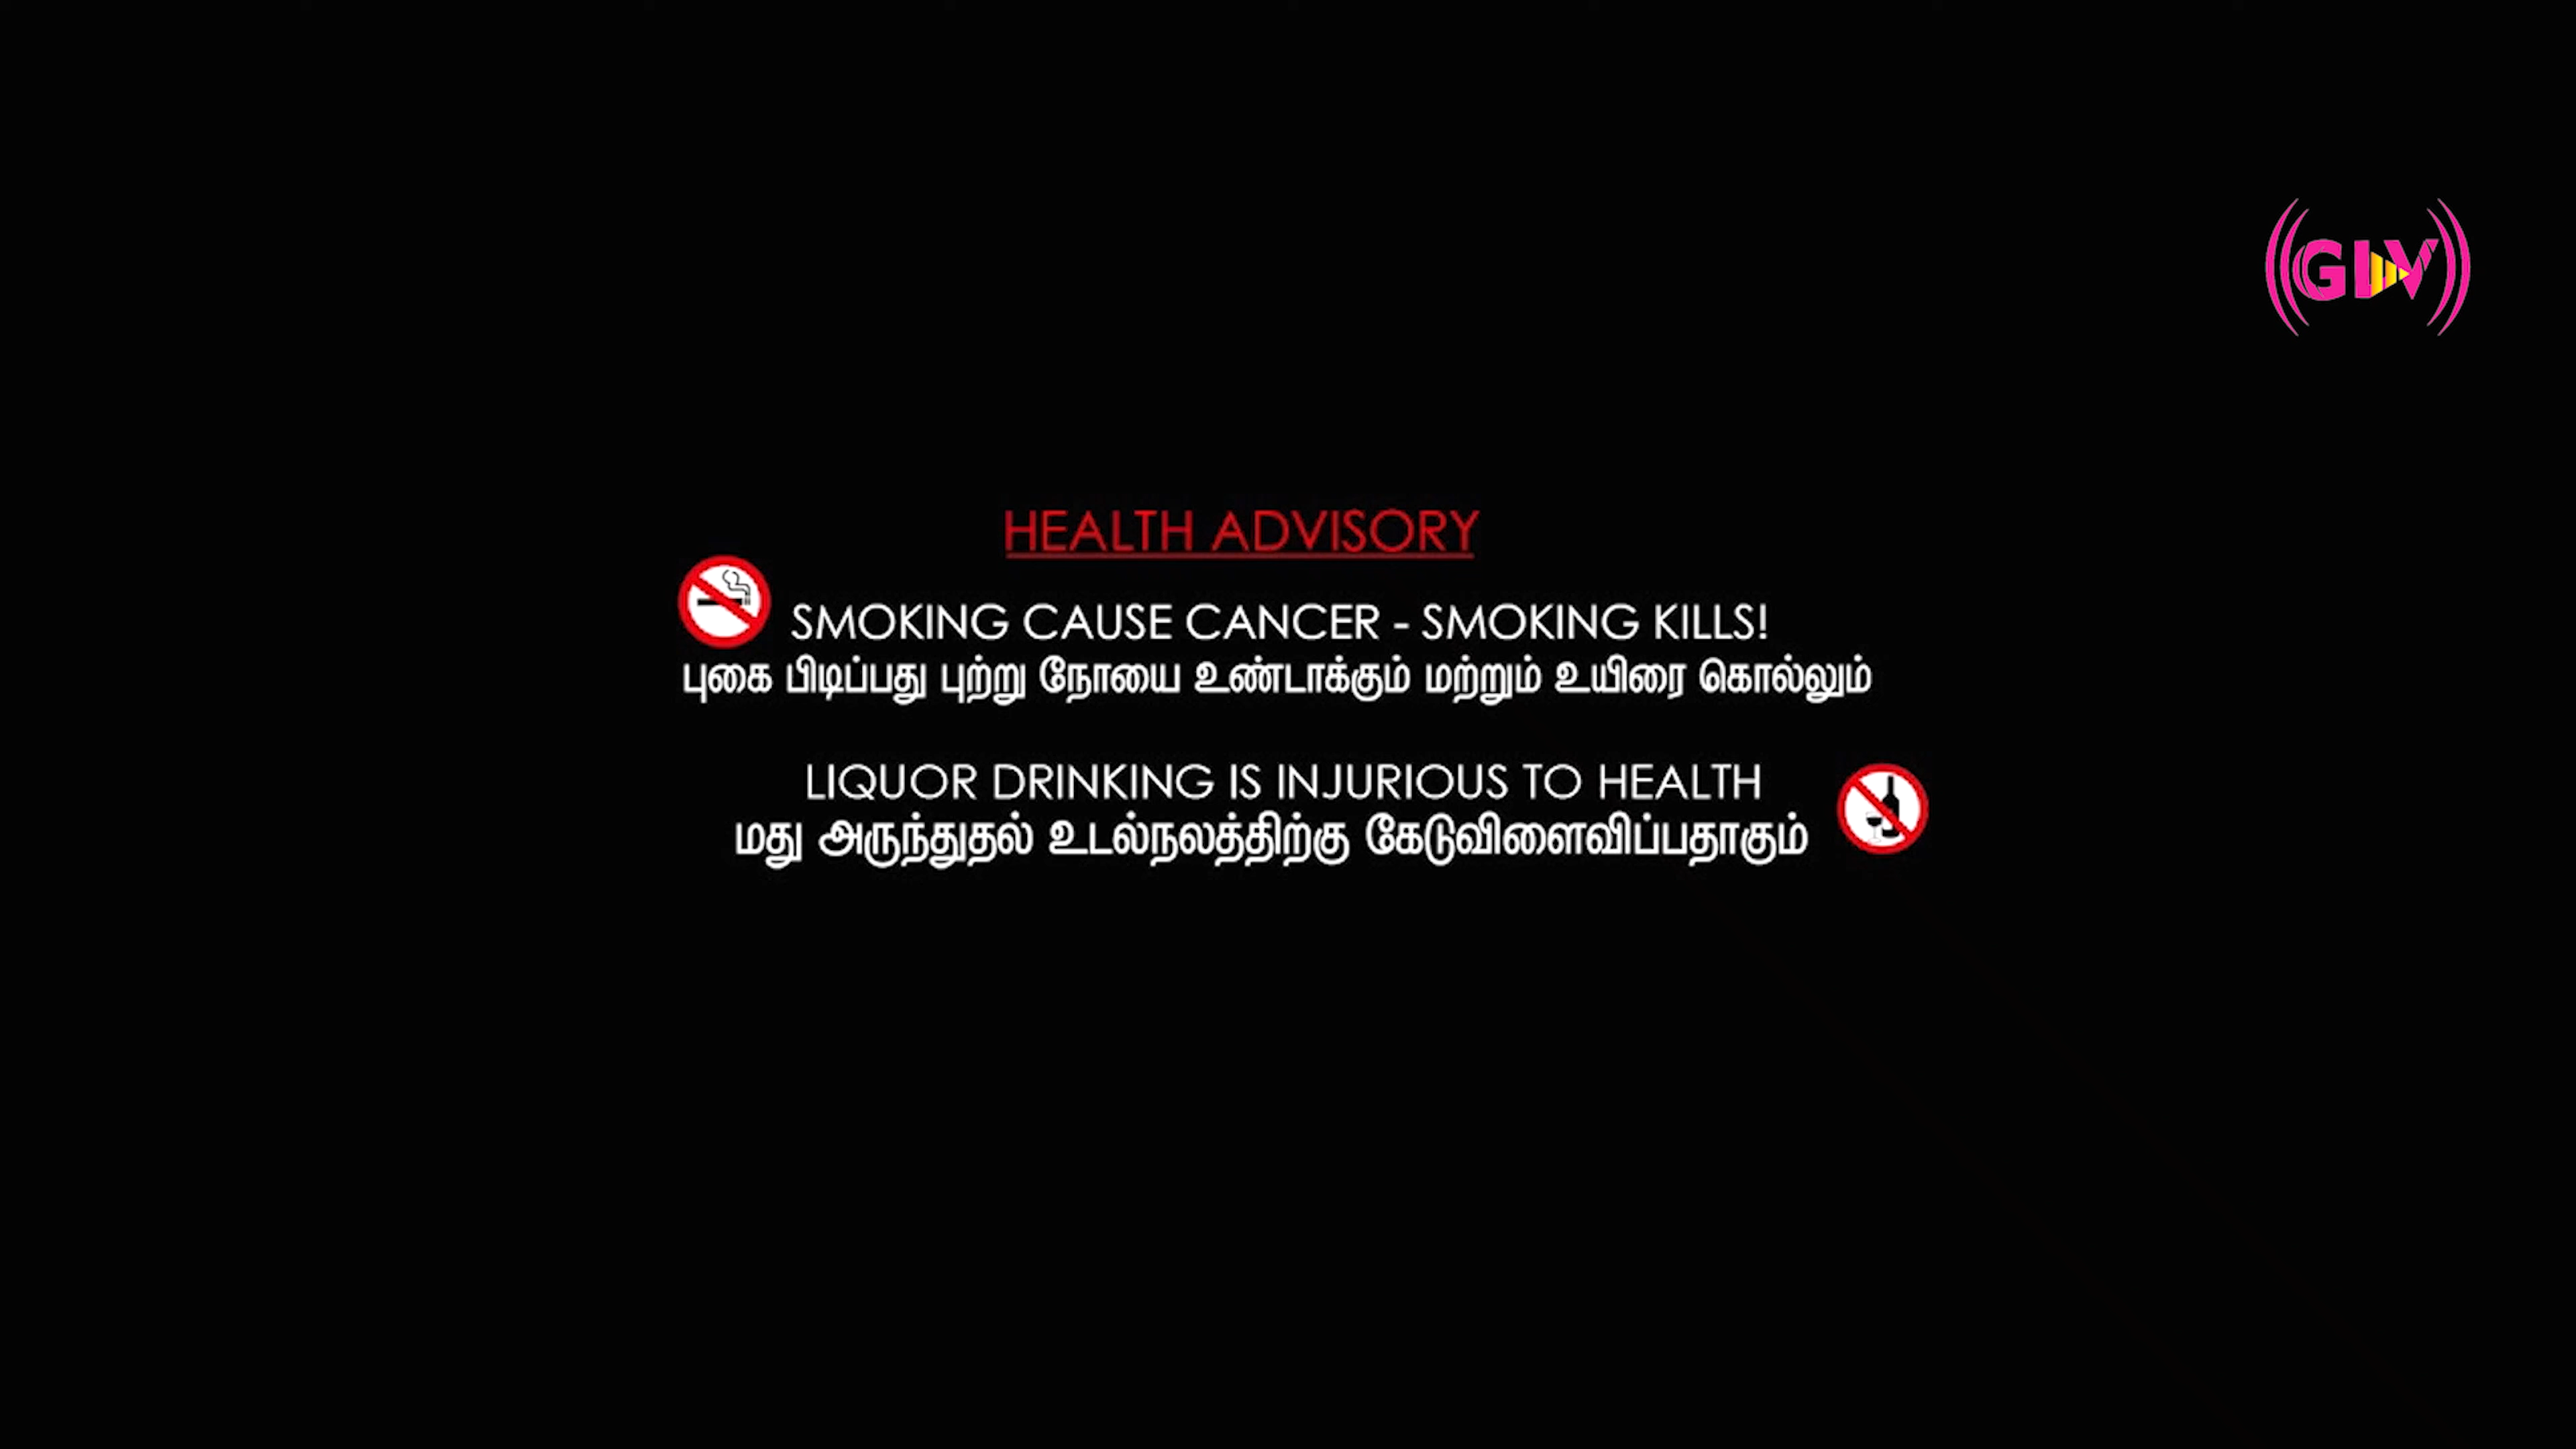 GLV
HEALTH ADVISORY
SMOKING CAUSE CANCER - SMOKING KILLS!
புகை பிடிப்பது புற்று நோயை உண்டாக்கும் மற்றும் உயிரை கொல்லும்
LIQUOR DRINKING IS INJURIOUS TO HEALTH
மது அருந்துதல் உடல்நலத்திற்கு கேடுவிளைவிப்பதாகும்